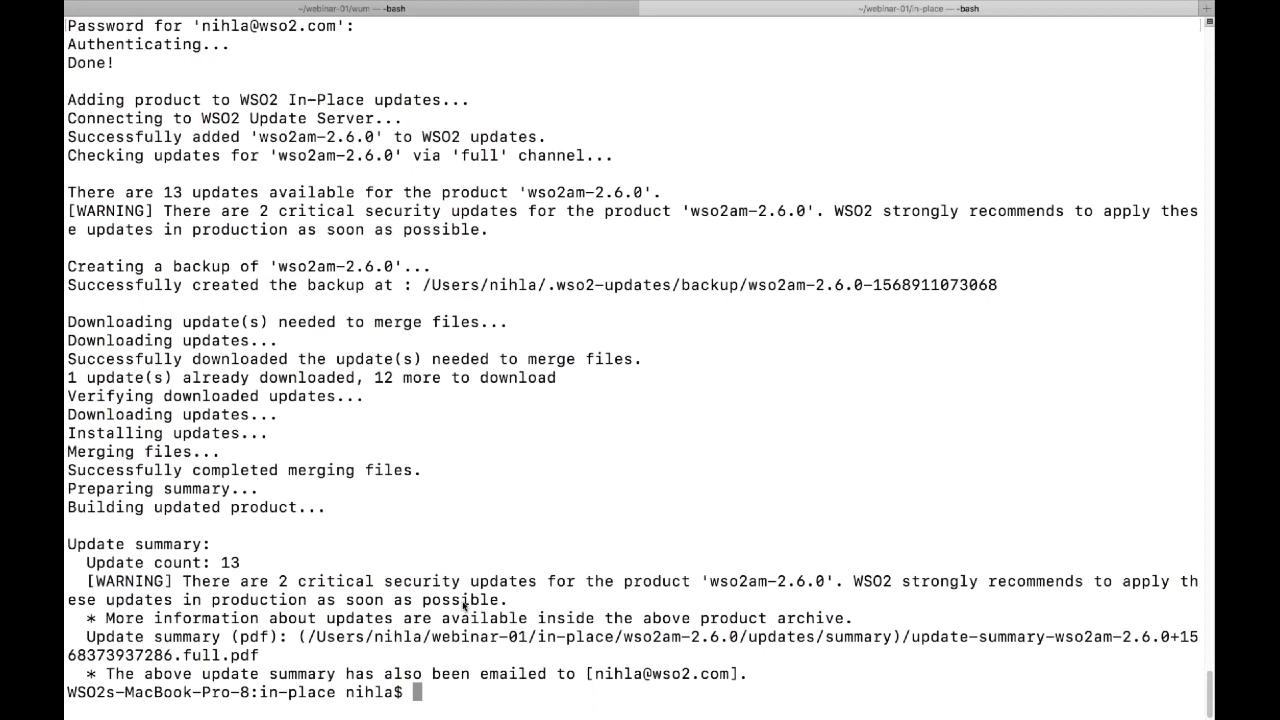 ~/webinar-01/wum — -bash
~/webinar-01/in-place — -bash
+
Password for 'nihla@wso2.com':
Authenticating...
Done!
Adding product to WSO2 In-Place updates...
Connecting to WSO2 Update Server...
Successfully added 'wso2am-2.6.0' to WSO2 updates.
Checking updates for 'wso2am-2.6.0' via 'full' channel...
There are 13 updates available for the product 'wso2am-2.6.0'.
[WARNING] There are 2 critical security updates for the product 'wso2am-2.6.0'. WSO2 strongly recommends to apply thes
e updates in production as soon as possible.
Creating a backup of 'wso2am-2.6.0'...
Successfully created the backup at : /Users/nihla/.wso2-updates/backup/wso2am-2.6.0-1568911073068
Downloading update(s) needed to merge files...
Downloading updates...
Successfully downloaded the update(s) needed to merge files.
1 update(s) already downloaded, 12 more to download
Verifying downloaded updates...
Downloading updates...
Installing updates...
Merging files...
Successfully completed merging files.
Preparing summary...
Building updated product...
Update summary:
Update count: 13
[WARNING] There are 2 critical security updates for the product 'wso2am-2.6.0'. WSO2 strongly recommends to apply th
ese updates in production as soon as possible.
* More information about updates are available inside the above product archive.
Update summary (pdf): (/Users/nihla/webinar-01/in-place/wso2am-2.6.0/updates/summary)/update-summary-wso2am-2.6.0+15
68373937286.full.pdf
* The above update summary has also been emailed to [nihla@wso2.com].
WSO2s-MacBook-Pro-8:in-place nihla$